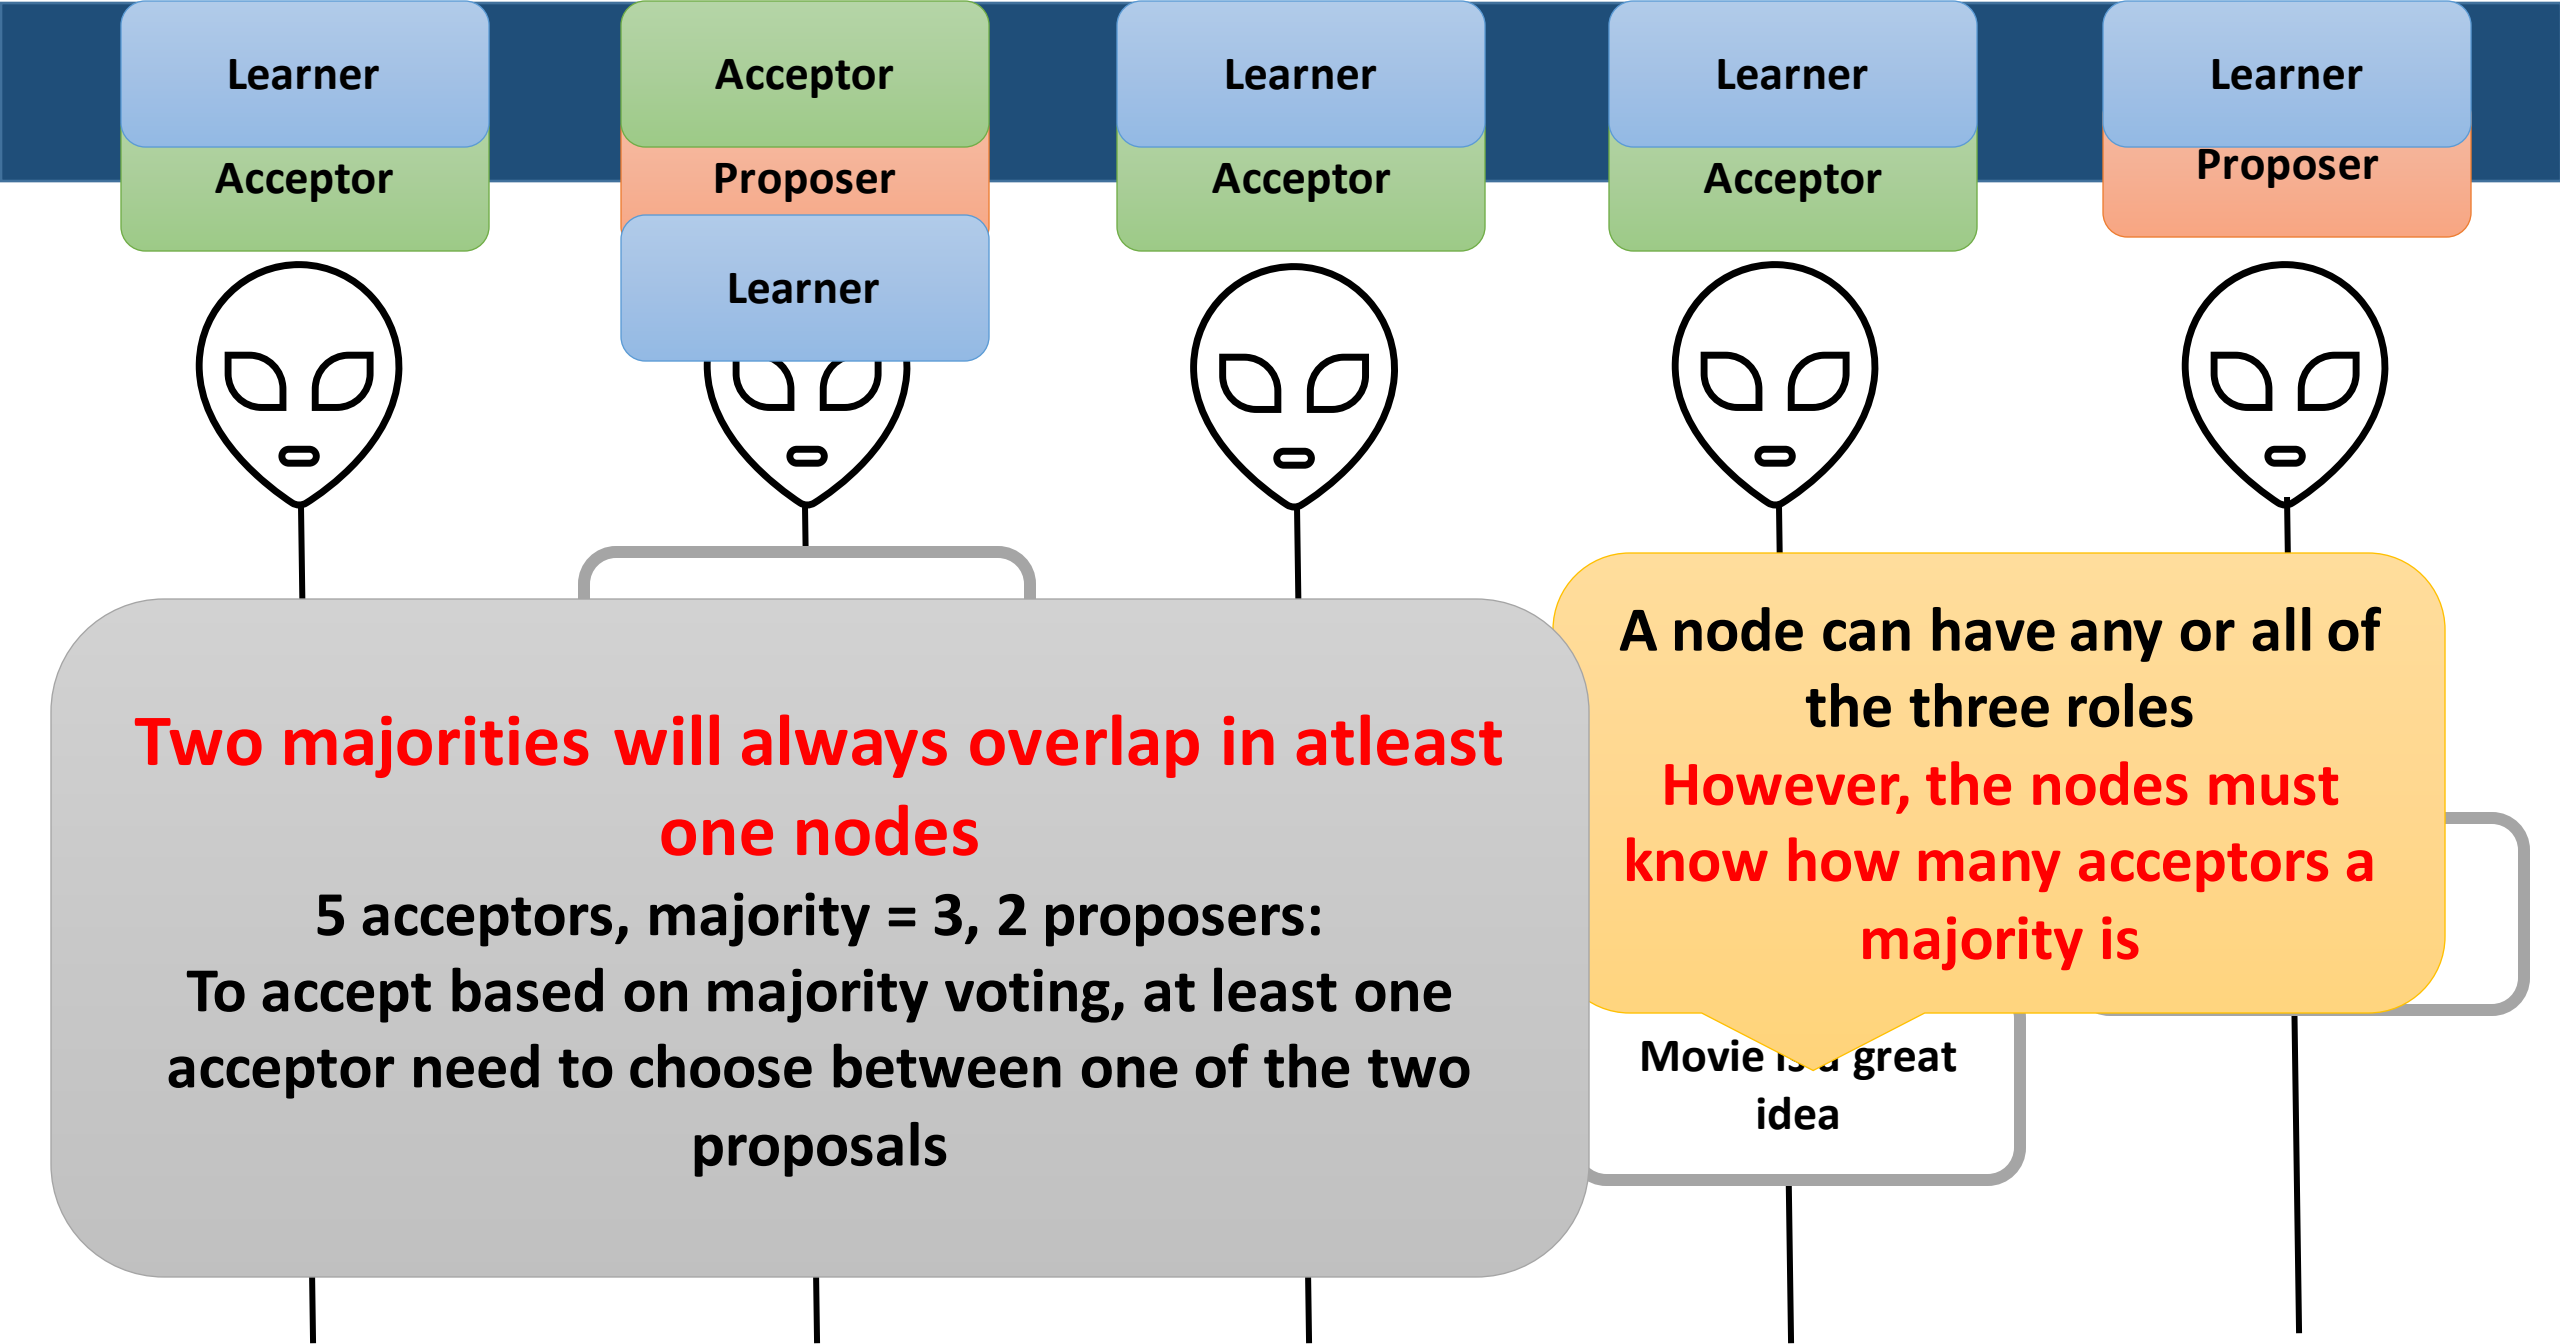 Learner
Acceptor
Acceptor
Proposer
Learner
Learner
Acceptor
Learner
Acceptor
Learner
Proposer
Two majorities will always overlap in atleast
one nodes
5 acceptors, majority = 3, 2 proposers:
To accept based on majority voting, at least one
acceptor need to choose between one of the two
proposals
A node can have any or all of
the three roles
However, the nodes must
know how many acceptors a
majority is
Movie is a great
idea